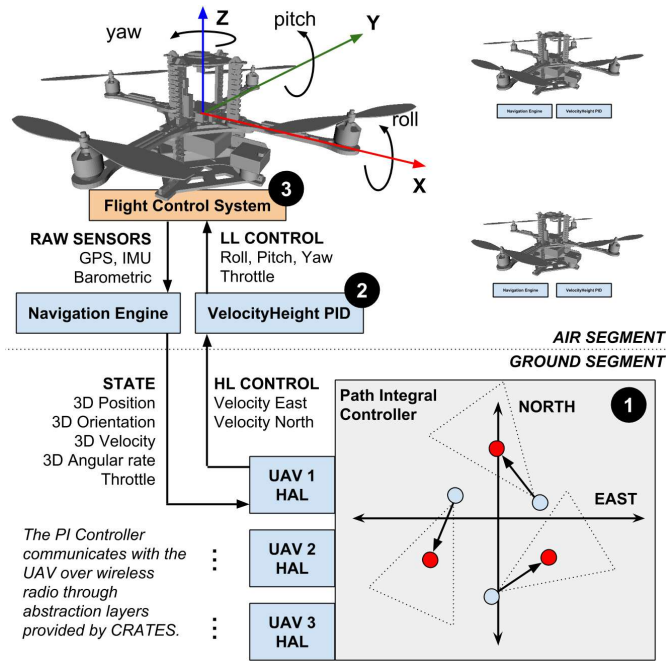 yaw
Z
pitch
Y
roll
X
3
Flight Control System
RAW SENSORS
GPS, IMU
Barometric
LL CONTROL
Roll, Pitch, Yaw
Throttle
2
Navigation Engine
VelocityHeight PID
Navigation Engine
VelocityHeight PID
Navigation Engine
VelocityHeight PID
AIR SEGMENT
GROUND SEGMENT
STATE
3D Position
3D Orientation
3D Velocity
3D Angular rate
Throttle
HL CONTROL
Velocity East
Velocity North
Path Integral
Controller
NORTH
1
EAST
UAV 1
HAL
UAV 2
HAL
UAV 3
HAL
The PI Controller
communicates with the
UAV over wireless
radio through
abstraction layers
provided by CRATES.